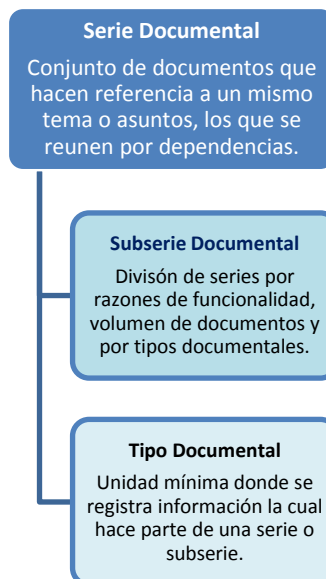 Serie Documental
Conjunto de documentos que
hacen referencia a un mismo
tema o asuntos, los que se
reunen por dependencias.
Subserie Documental
Divisón de series por
razones de funcionalidad,
volumen de documentos y
por tipos documentales.
Tipo Documental
Unidad mínima donde se
registra información la cual
hace parte de una serie o
subserie.